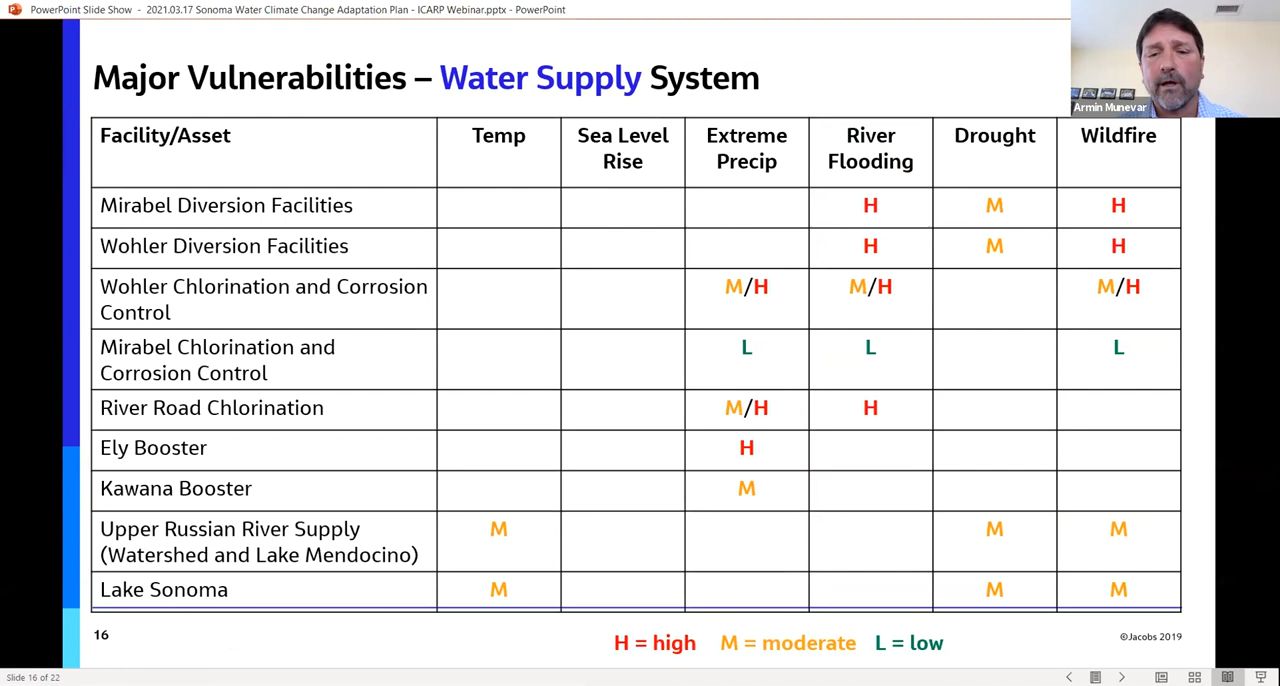 PowerPoint Slide Show - 2021.03.17 Sonoma Water Climate Change Adaptation Plan - ICARP Webinar.pptx - PowerPoint
Armin Munevar
Major Vulnerabilities – Water Supply System
Facility/Asset Temp Sea Level Rise Extreme Precip River Flooding Drought Wildfire
Mirabel Diversion Facilities H M H
Wohler Diversion Facilities H M H
Wohler Chlorination and Corrosion M/H M/H M/H
Control
Mirabel Chlorination and L L L
Corrosion Control
River Road Chlorination M/H H
Ely Booster H
Kawana Booster M
Upper Russian River Supply M M M
(Watershed and Lake Mendocino)
Lake Sonoma M M M
16
H = high M = moderate L = low
©Jacobs 2019
Slide 16 of 22